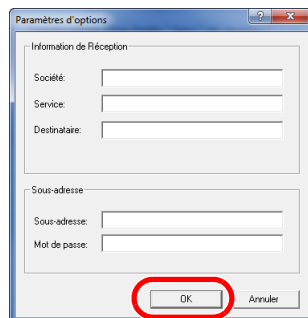 Paramètres d'options
Information de Réception
Société:
Service:
Destinataire:
Sous-adresse
Sous-adresse:
Mot de passe:
OK Annuler